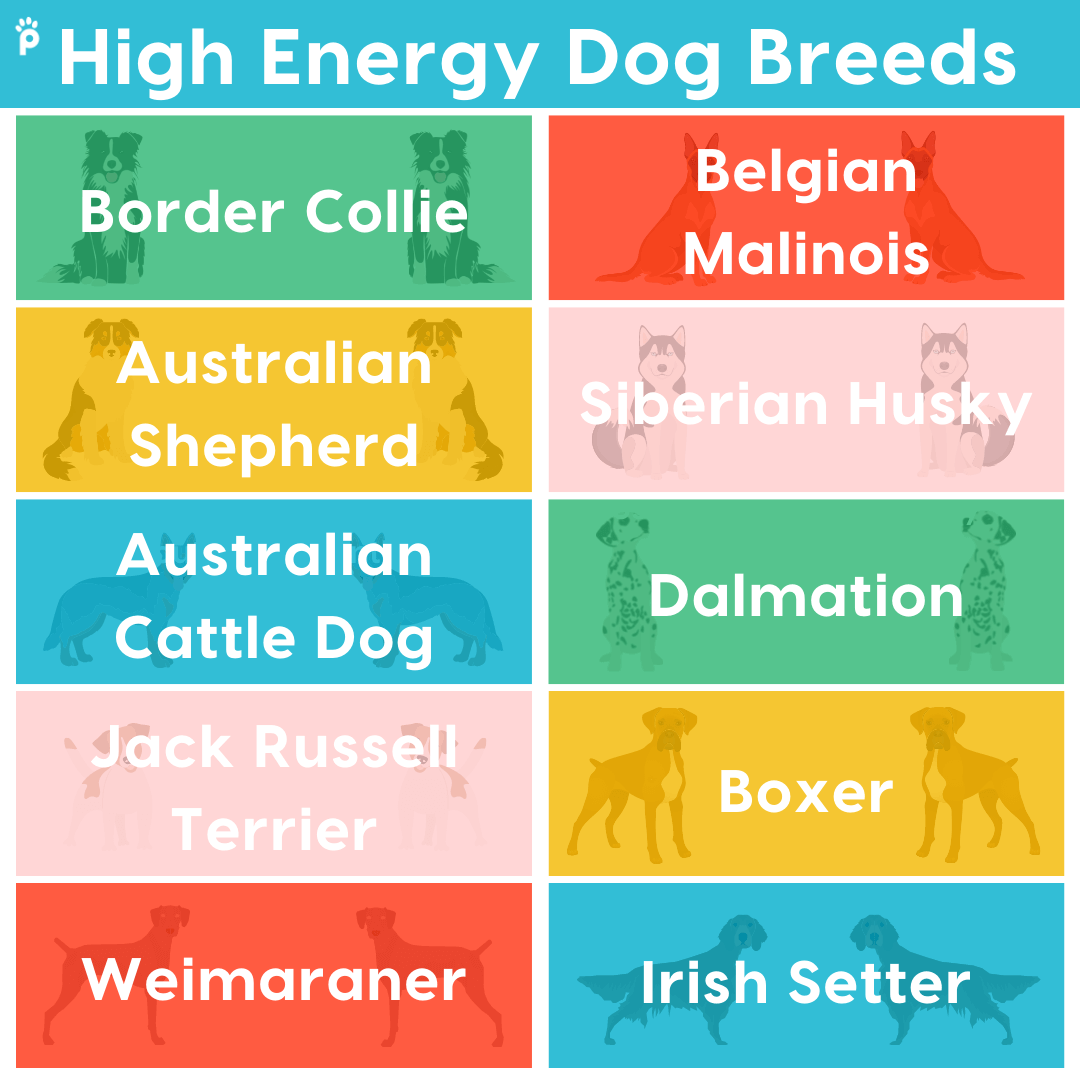 p
High Energy Dog Breeds
Border Collie
Belgian
Malinois
Australian
Shepherd
Siberian Husky
Australian
Cattle Dog
Dalmation
Jack Russell
Terrier
Boxer
Weimaraner
Irish Setter